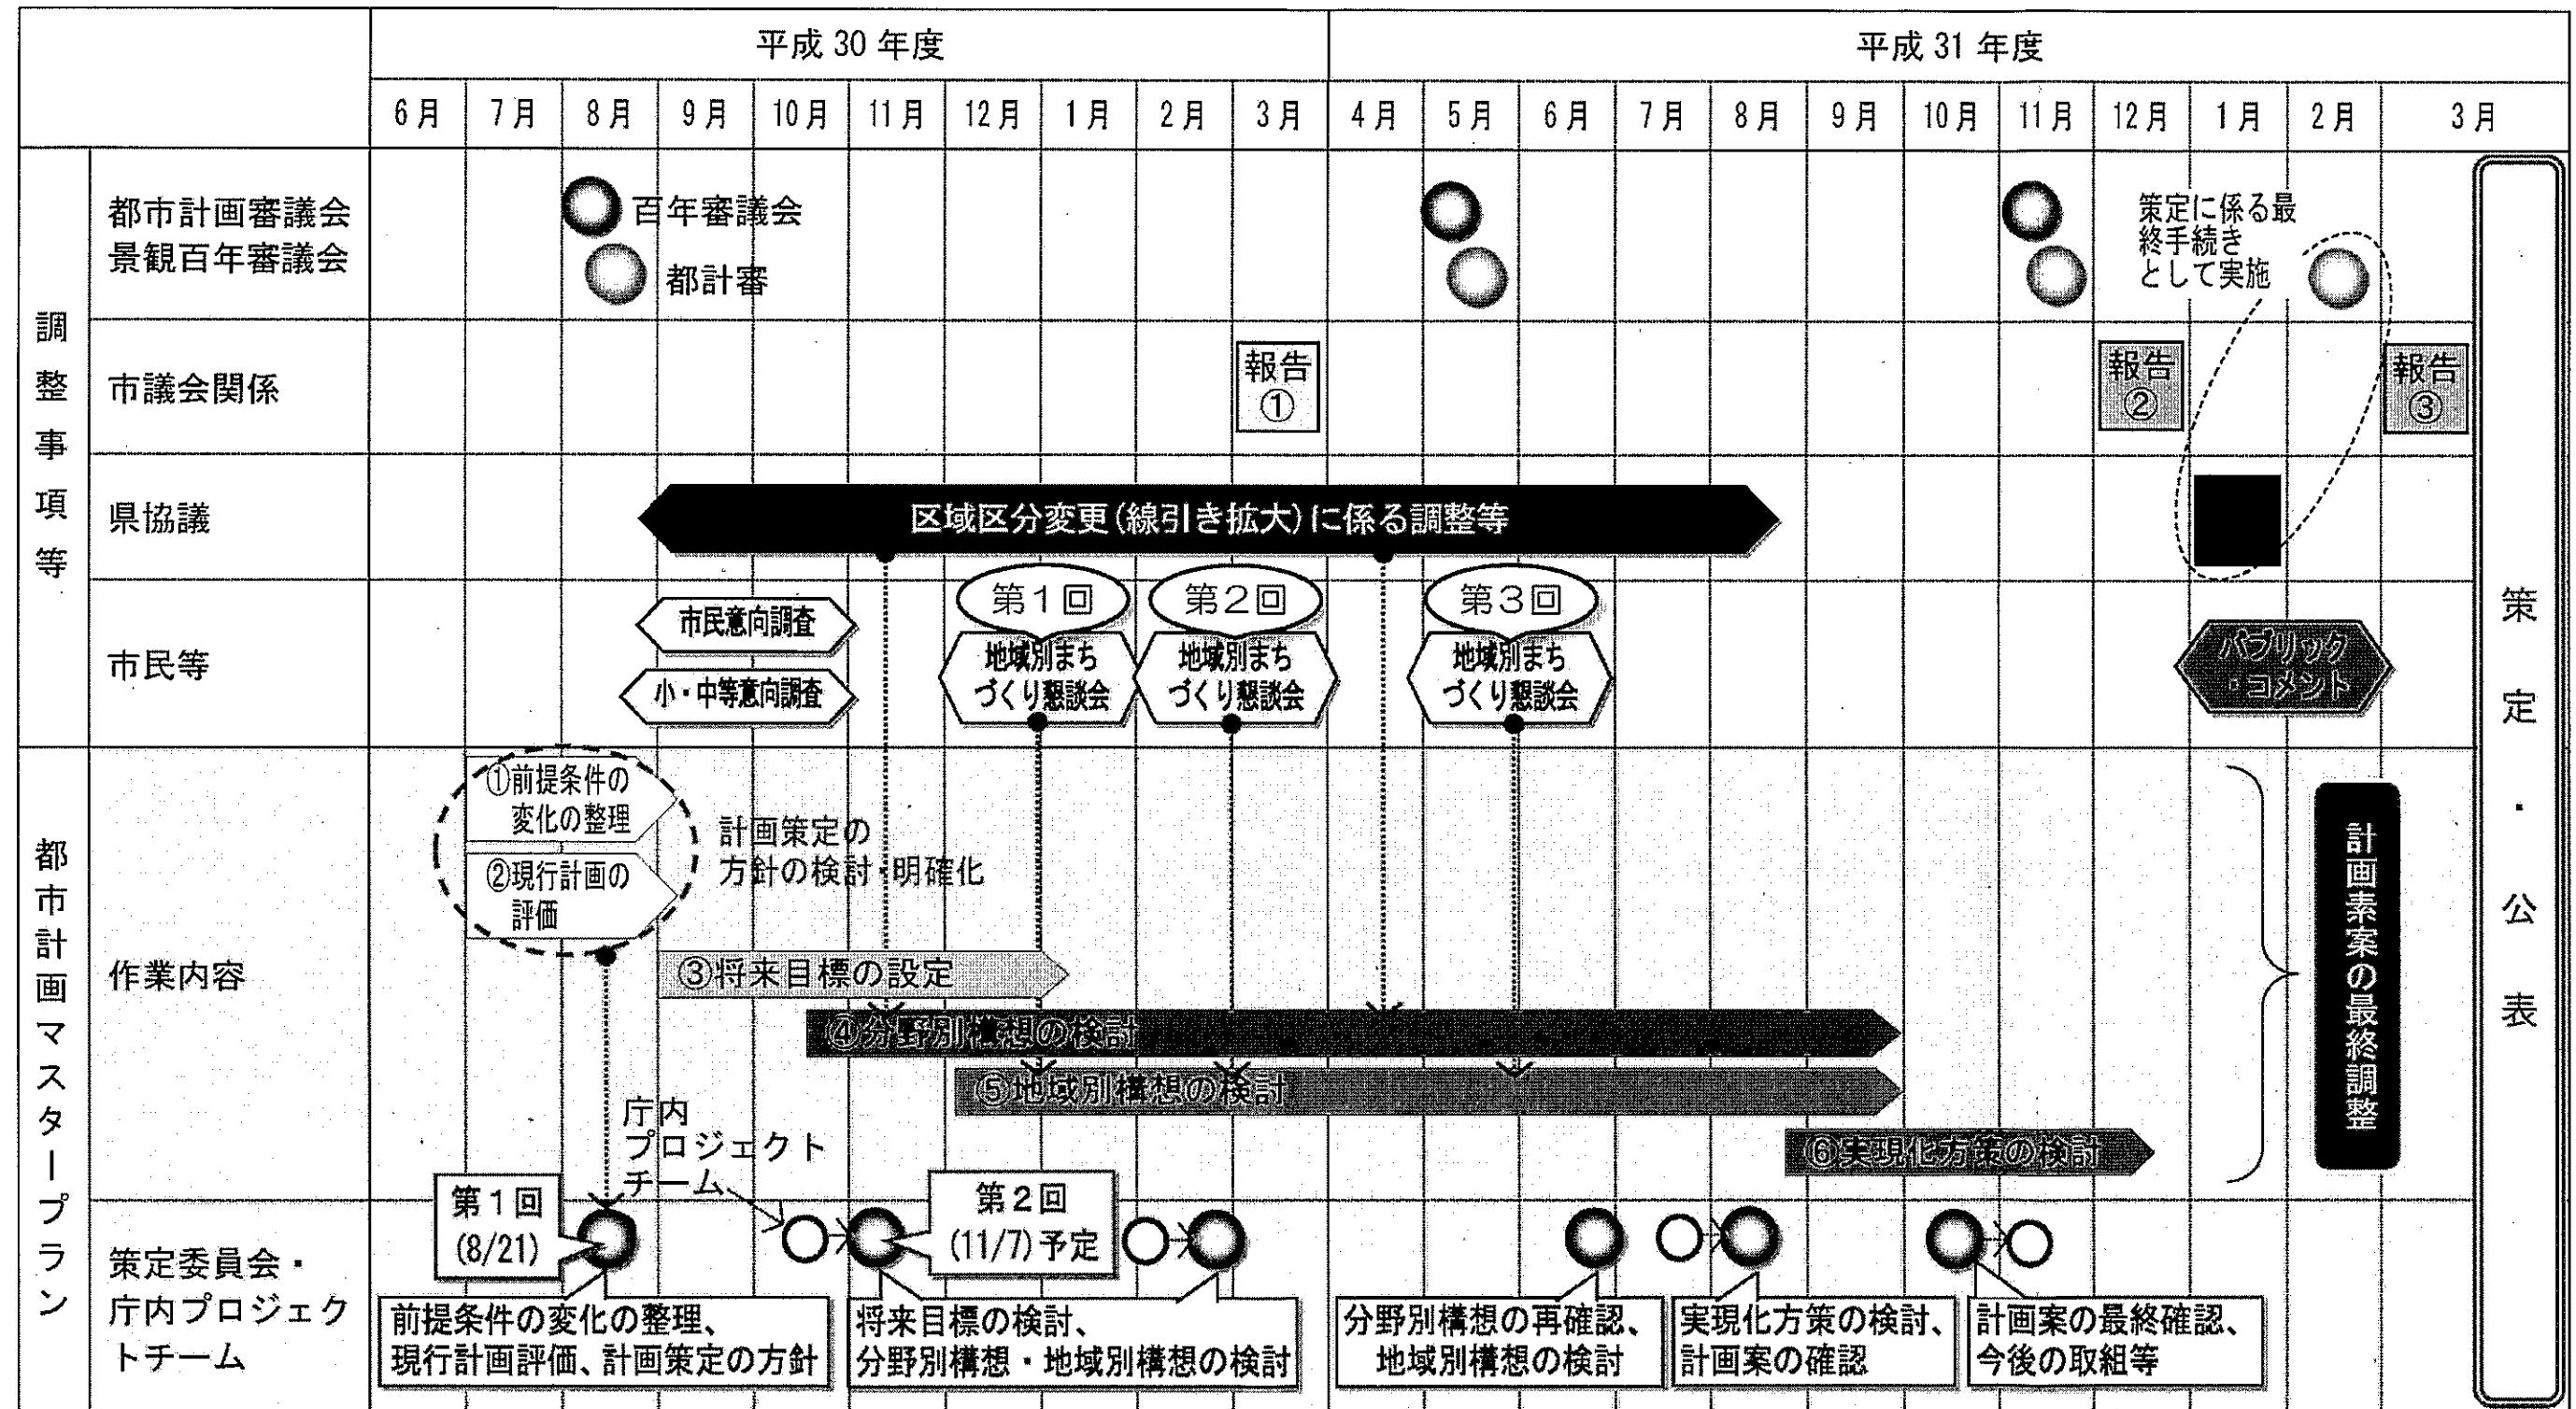 平成 30 年度
平成 31 年度
6月 7月 8月 9月 10月 11月 12月 1月 2月 3月 4月 5月 6月 7月 8月 9月 10月 11月 12月 1月 2月 3月
調整事項等
都市計画審議会
景観百年審議会
百年審議会
都計審
策定に係る最
終手続き
として実施
市議会関係
報告
①
報告
②
報告
③
県協議
区域区分変更(線引き拡大)に係る調整等
市民等
市民意向調査
小・中等意向調査
第1回
地域別まち
づくり懇談会
第2回
地域別まち
づくり懇談会
第3回
地域別まち
づくり懇談会
パブリック
・コメント
都市計画マスタープラン
作業内容
①前提条件の
変化の整理
②現行計画の
評価
計画策定の
方針の検討・明確化
③将来目標の設定
④分野別構想の検討
⑤地域別構想の検討
⑥実現化方策の検討
計画素案の最終調整
策定・公表
庁内
プロジェクト
チーム
策定委員会・
庁内プロジェク
トチーム
第1回
(8/21)
第2回
(11/7)予定
前提条件の変化の整理、
現行計画評価、計画策定の方針
将来目標の検討、
分野別構想・地域別構想の検討
分野別構想の再確認、
地域別構想の検討
実現化方策の検討、
計画案の確認
計画案の最終確認、
今後の取組等